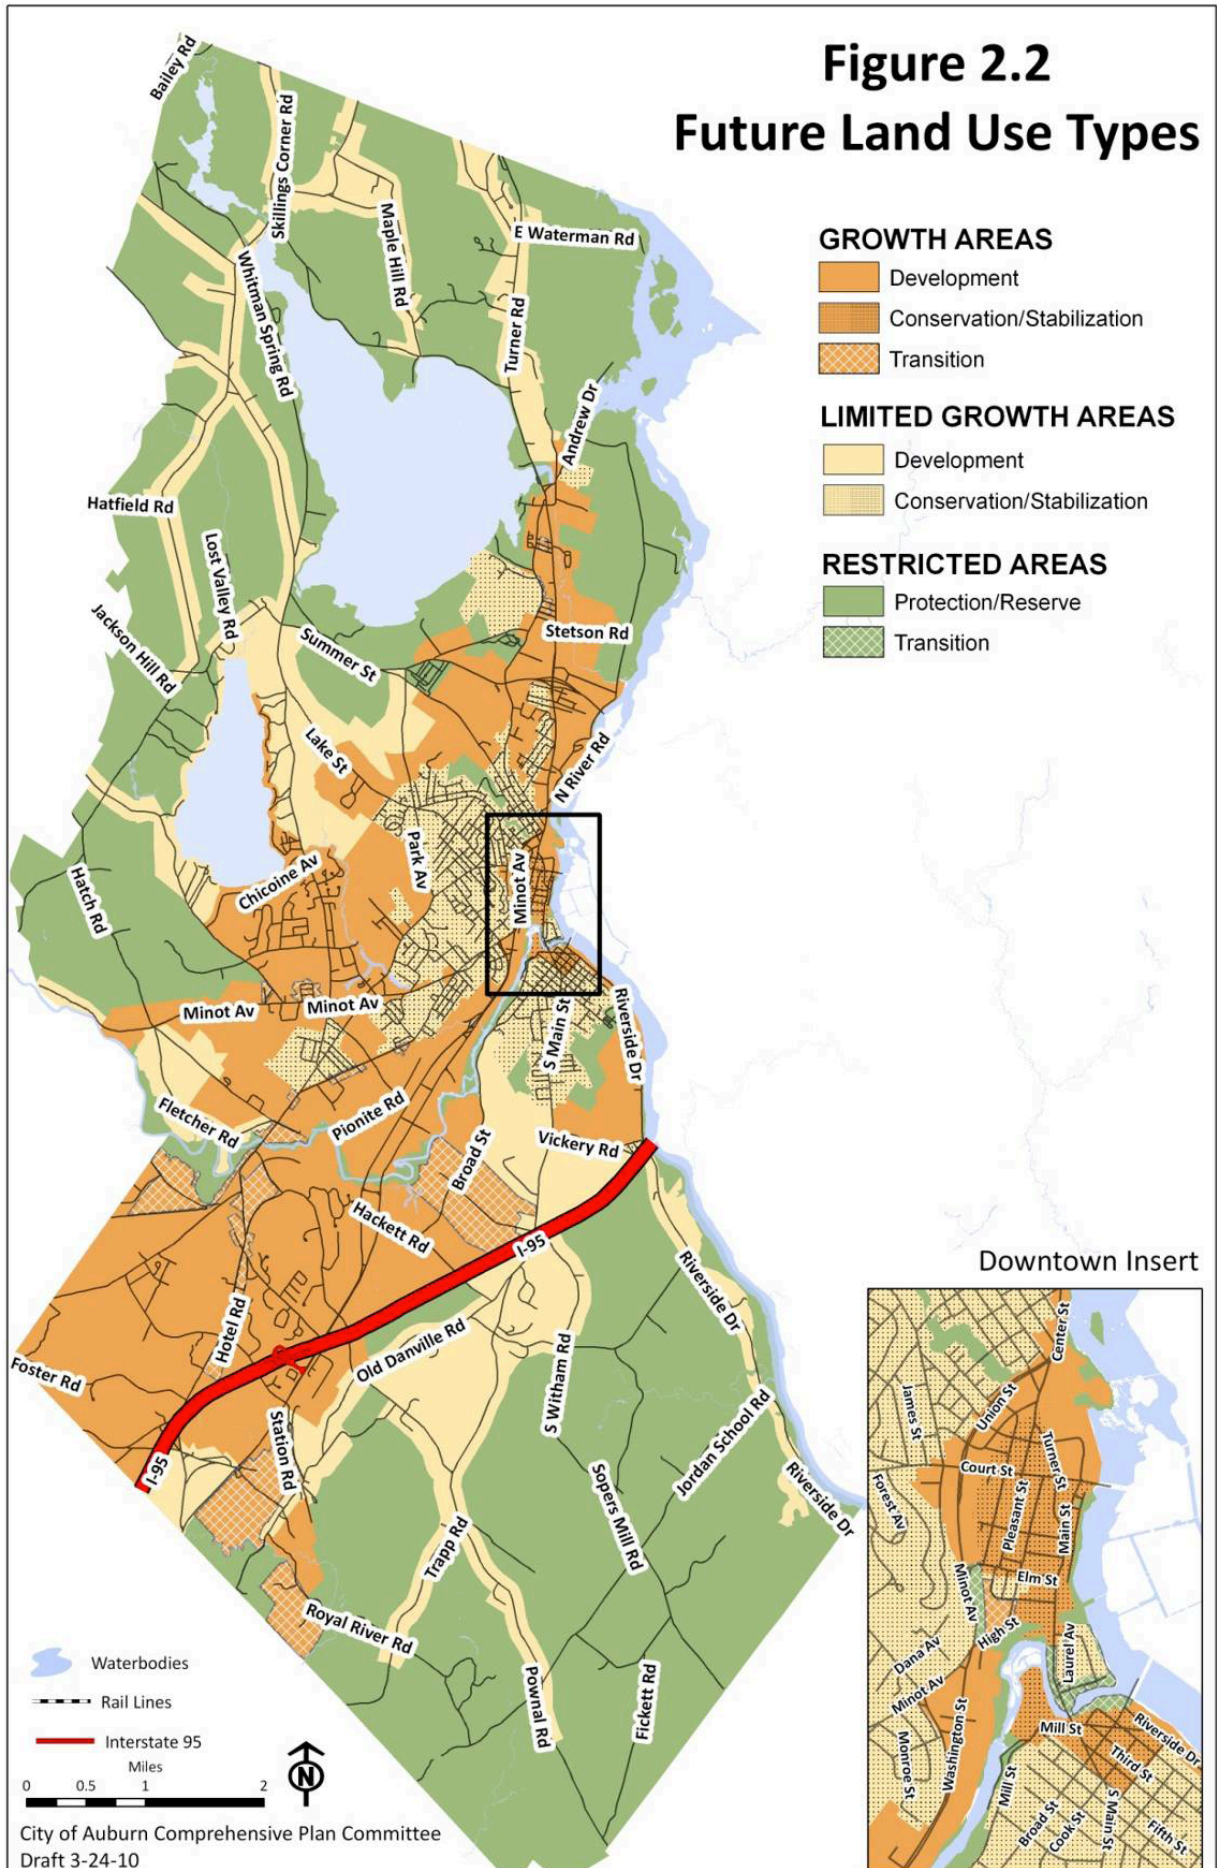 Figure 2.2
Future Land Use Types
GROWTH AREAS
Development
Conservation/Stabilization
Transition
LIMITED GROWTH AREAS
Development
Conservation/Stabilization
RESTRICTED AREAS
Protection/Reserve
Transition
Bailey Rd
Skillings Corner Rd
Maple Hill Rd
E Waterman Rd
Whitman Spring Rd
Turner Rd
Andrew Dr
Hatfield Rd
Lost Valley Rd
Jackson Hill Rd
Summer St
Stetson Rd
Lake St
N River Rd
Park Av
Minot Av
Chicoine Av
Hatch Rd
Minot Av
Minot Av
S Main St
Riverside Dr
Fletcher Rd
Pionite Rd
Broad St
Vickery Rd
Hackett Rd
I-95
Riverside Dr
Hotel Rd
Old Danville Rd
Foster Rd
S Witham Rd
Jordan School Rd
Station Rd
I-95
Riverside Dr
Sopers Mill Rd
Trapp Rd
Royal River Rd
Pownal Rd
Fickett Rd
Downtown Insert
Center St
James St
Union St
Turner St
Court St
Forest Av
Pleasant St
Main St
Minot Av
Elm St
High St
Laurel Av
Dana Av
Minot Av
Washington St
Mill St
Riverside Dr
Monroe St
Third St
Mill St
Broad St
Cook St
S Main St
Fifth St
Waterbodies
Rail Lines
Interstate 95
Miles
0 0.5 1 2
N
City of Auburn Comprehensive Plan Committee
Draft 3-24-10